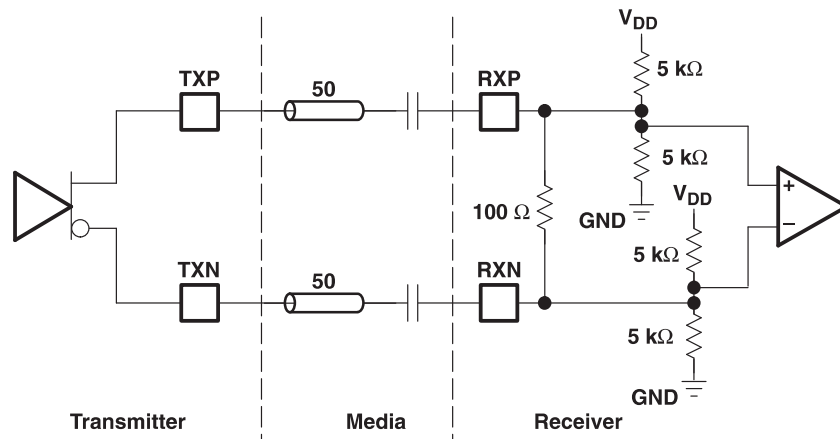 V_DD
5 kΩ
TXP
50
RXP
5 kΩ
V_DD
GND
100 Ω
+
−
5 kΩ
TXN
50
RXN
5 kΩ
GND
Transmitter
Media
Receiver